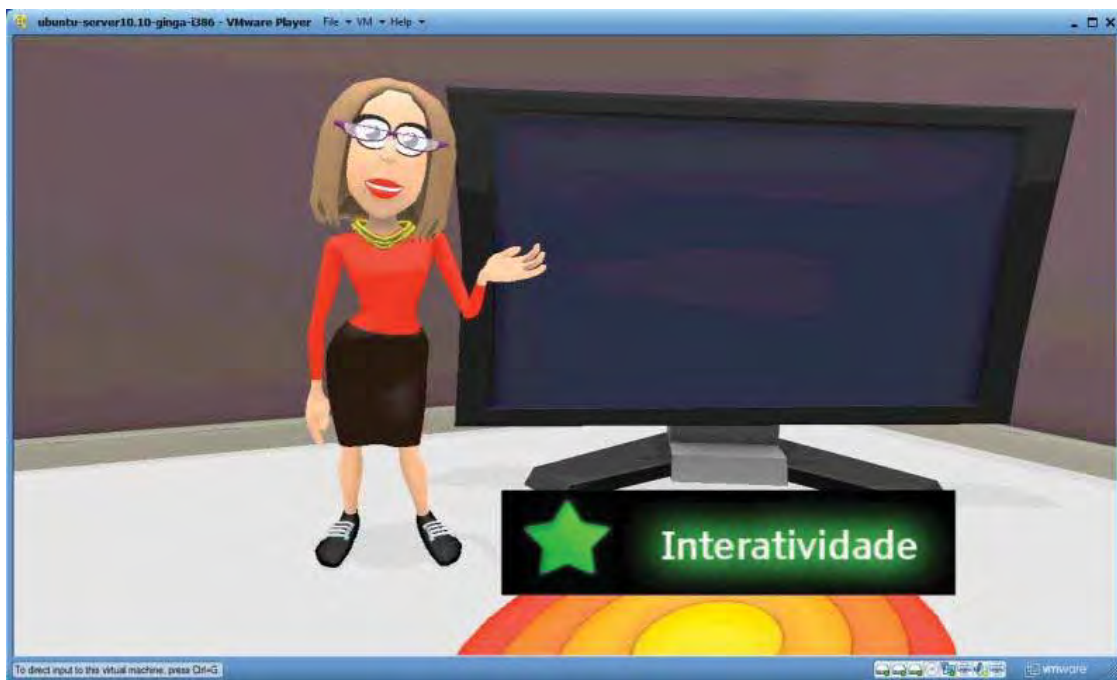 ubuntu-server10.10-ginga-i386 - VMware Player File VM Help
Interatividade
To direct input to this virtual machine, press Ctrl+G.
vmware